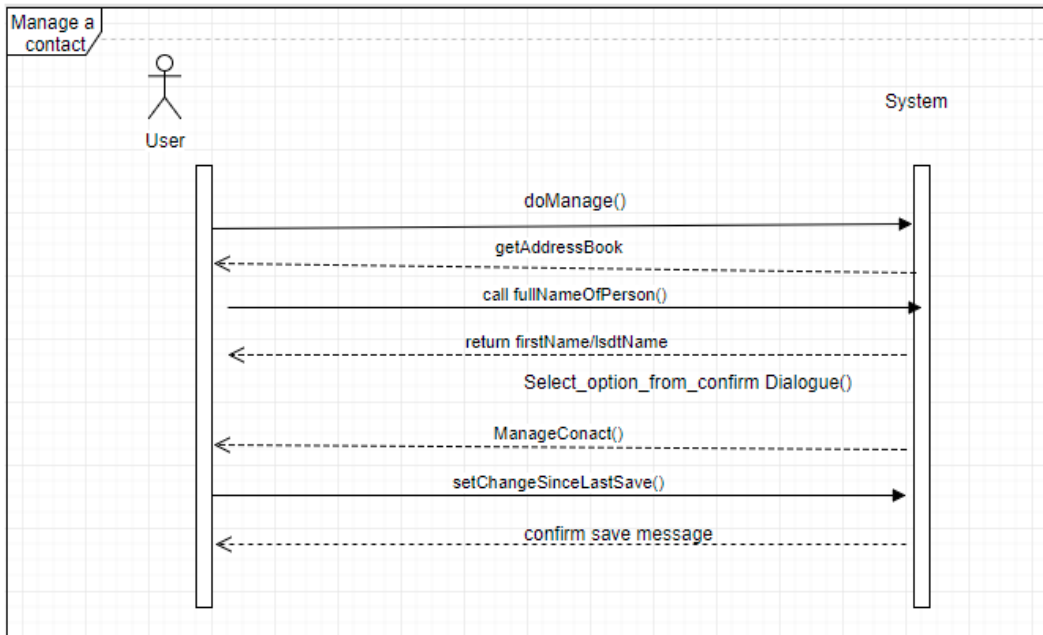 Manage a
contact
User
System
doManage()
getAddressBook
call fullNameOfPerson()
return firstName/lsdtName
Select_option_from_confirm Dialogue()
ManageConact()
setChangeSinceLastSave()
confirm save message